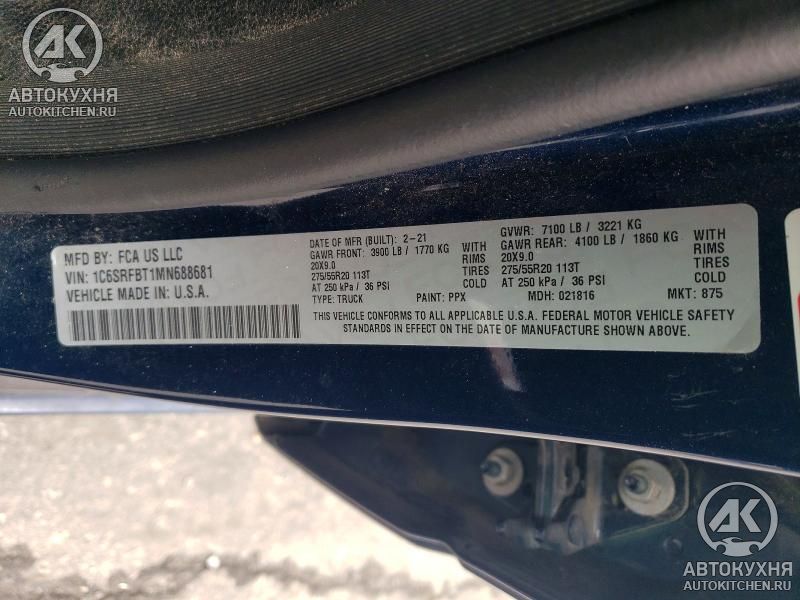 АК
АВТОКУХНЯ
AUTOKITCHEN.RU
MFD BY: FCA US LLC
VIN: 1C6SRFBT1MN688681
VEHICLE MADE IN U.S.A.
DATE OF MFR (BUILT): 2-21
GAWR FRONT: 3900 LB / 1770 KG WITH
20X9.0 RIMS
275/55R20 113T TIRES
AT 250 kPa / 36 PSI COLD
TYPE: TRUCK PAINT: PPX
GVWR: 7100 LB / 3221 KG
GAWR REAR: 4100 LB / 1860 KG WITH
20X9.0 RIMS
275/55R20 113T TIRES
AT 250 kPa / 36 PSI COLD
MDH: 021816 MKT: 875
THIS VEHICLE CONFORMS TO ALL APPLICABLE U.S.A. FEDERAL MOTOR VEHICLE SAFETY
STANDARDS IN EFFECT ON THE DATE OF MANUFACTURE SHOWN ABOVE.
АК
АВТОКУХНЯ
AUTOKITCHEN.RU